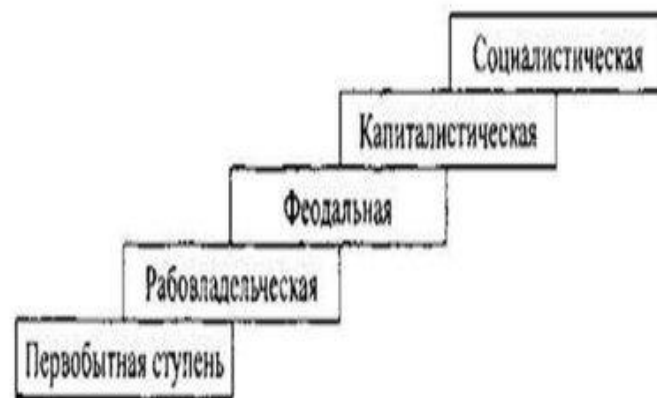 Социалистическая
Капиталистическая
Феодальная
Рабовладельческая
Первобытная ступень